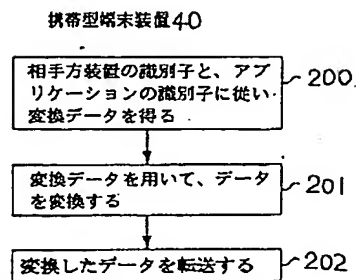 携帯型端末装置40
相手方装置の識別子と、アプ
リケーションの識別子に従い
変換データを得る
200
変換データを用いて、データ
を変換する
201
変換したデータを転送する
202